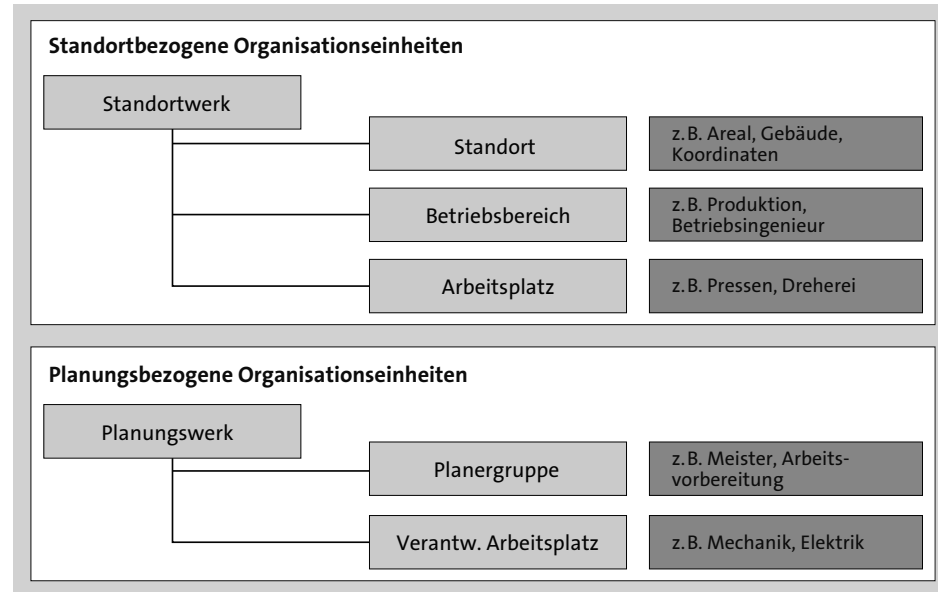 Standortbezogene Organisationseinheiten
Standortwerk
Standort
z.B. Areal, Gebäude,
Koordinaten
Betriebsbereich
z.B. Produktion,
Betriebsingenieur
Arbeitsplatz
z.B. Pressen, Dreherei
Planungsbezogene Organisationseinheiten
Planungswerk
Planergruppe
z.B. Meister, Arbeits-
vorbereitung
Verantw. Arbeitsplatz
z.B. Mechanik, Elektrik